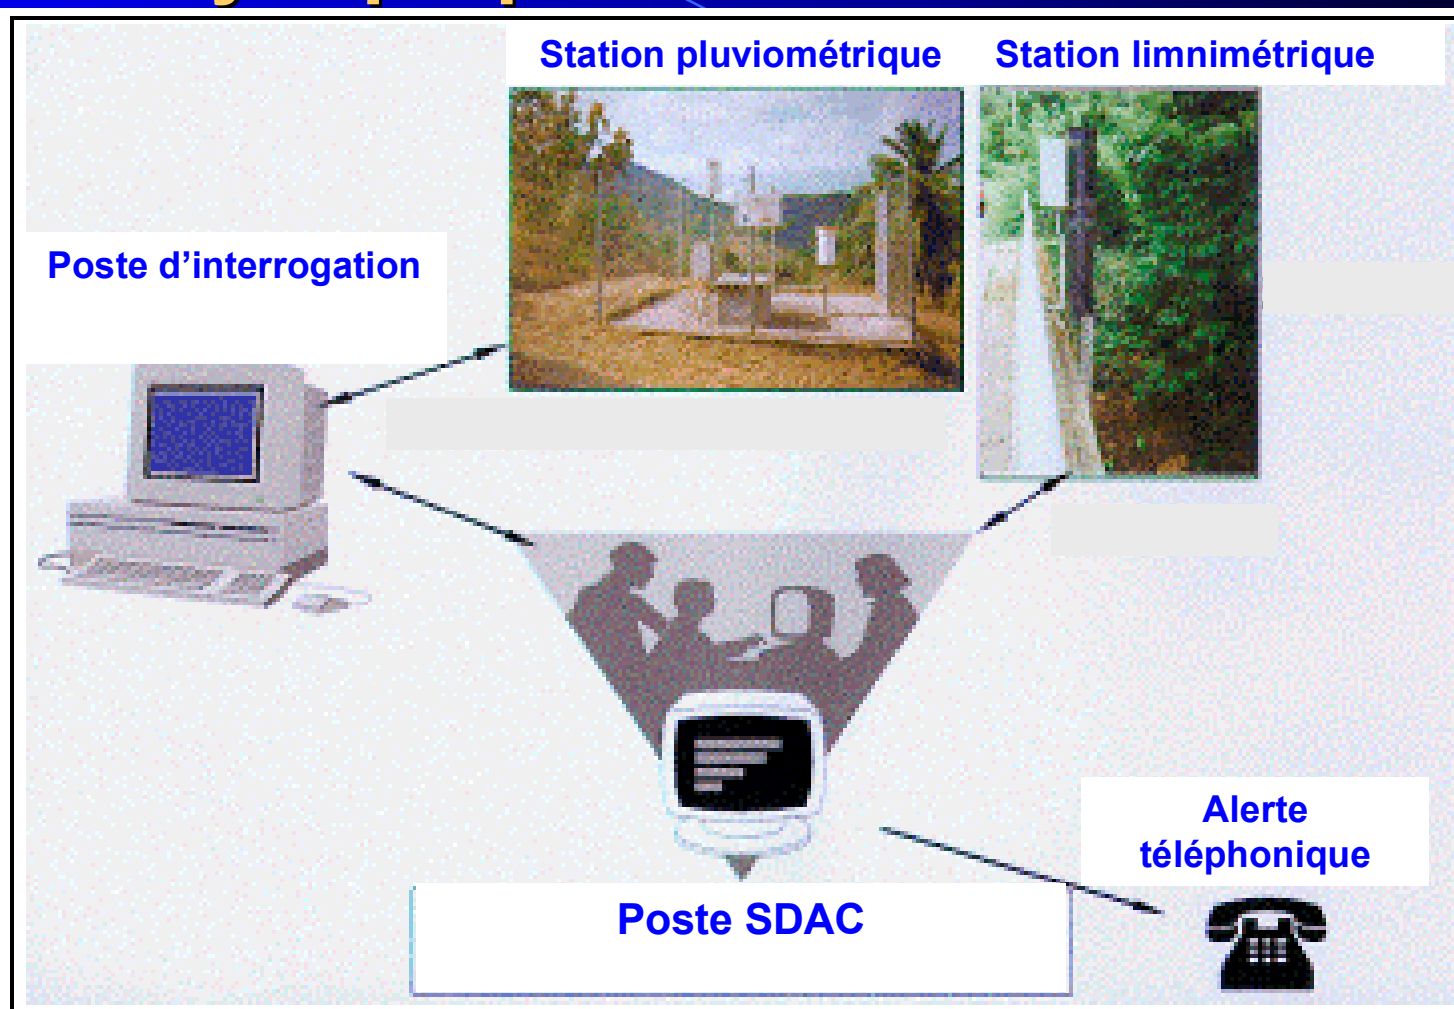 Station pluviométrique
Station limnimétrique
Poste d’interrogation
Alerte
téléphonique
Poste SDAC